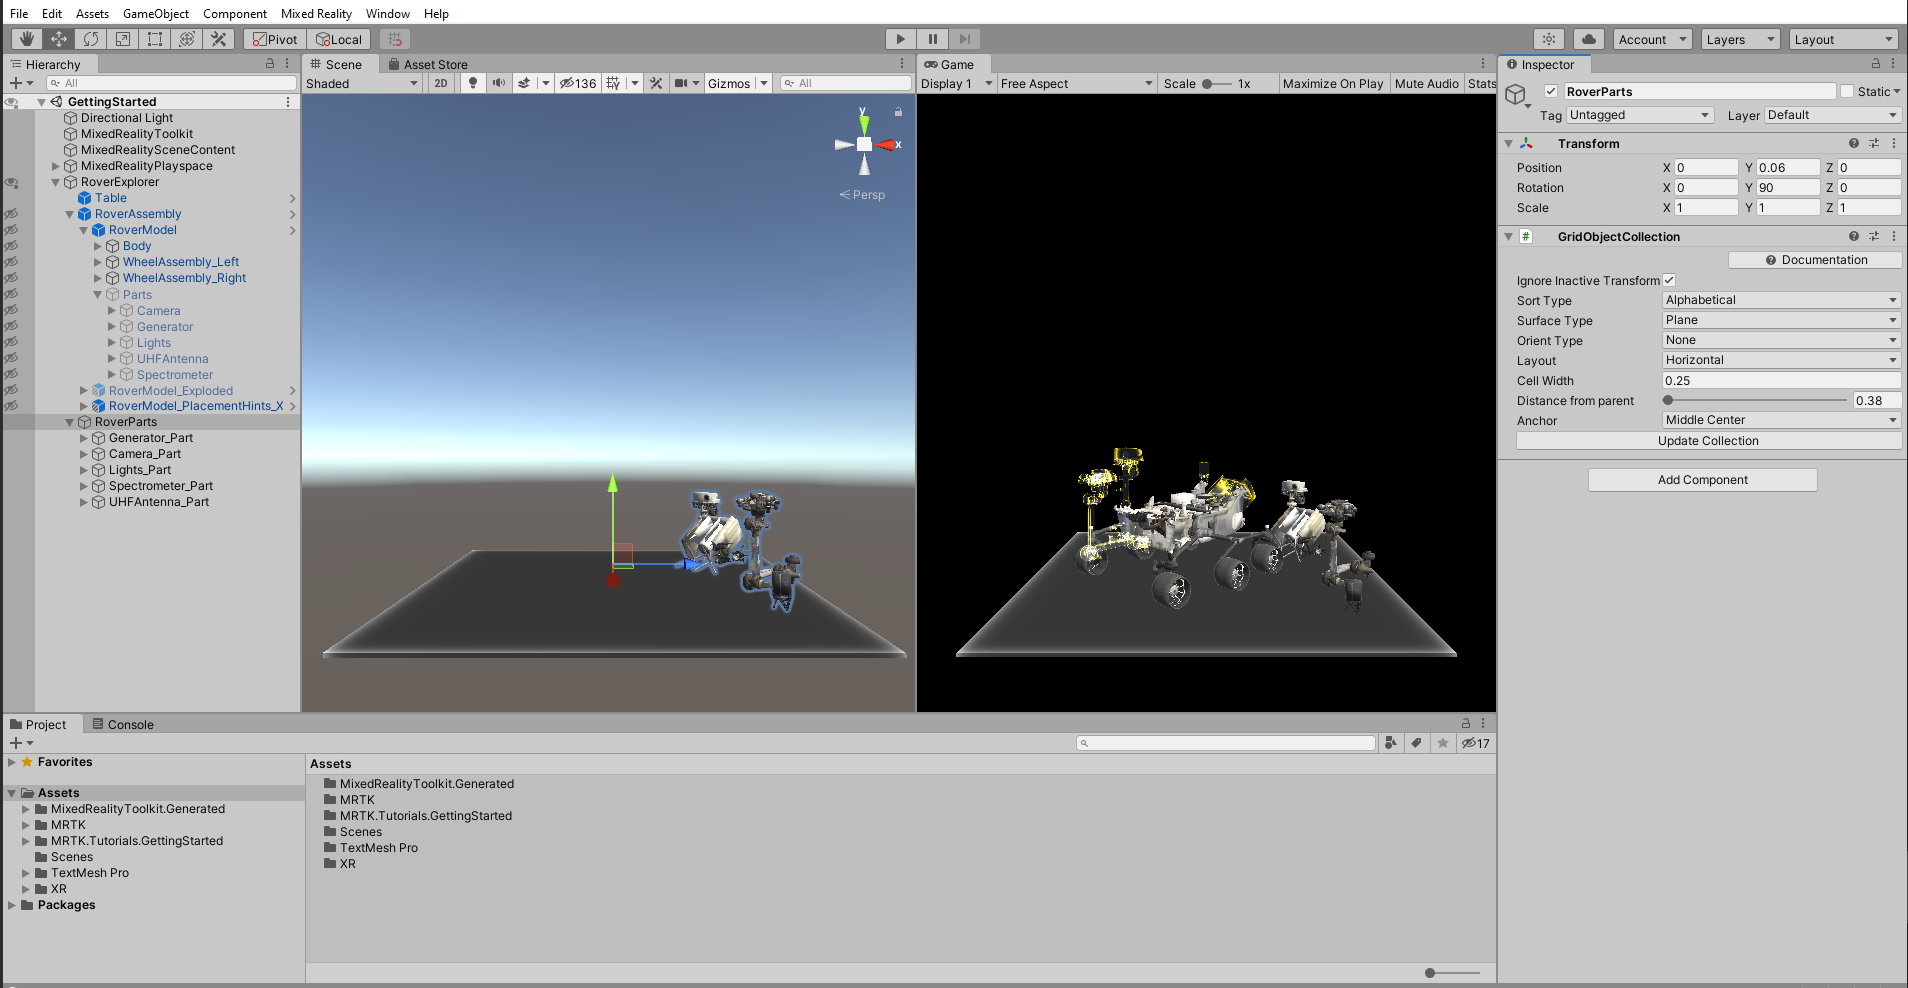 File Edit Assets GameObject Component Mixed Reality Window Help
Pivot Local Account Layers Layout
Hierarchy
All
GettingStarted
Directional Light
MixedRealityToolkit
MixedRealitySceneContent
MixedRealityPlayspace
RoverExplorer
Table
RoverAssembly
RoverModel
Body
WheelAssembly_Left
WheelAssembly_Right
Parts
Camera
Generator
Lights
UHFAntenna
Spectrometer
RoverModel_Exploded
RoverModel_PlacementHints_X
RoverParts
Generator_Part
Camera_Part
Lights_Part
Spectrometer_Part
UHFAntenna_Part
Scene Asset Store
Shaded 2D 136 Gizmos All
y
x
Persp
Game
Display 1 Free Aspect Scale 1x Maximize On Play Mute Audio Stats
Inspector
RoverParts Static
Tag Untagged Layer Default
Transform
Position X 0 Y 0.06 Z 0
Rotation X 0 Y 90 Z 0
Scale X 1 Y 1 Z 1
# GridObjectCollection
Documentation
Ignore Inactive Transform
Sort Type Alphabetical
Surface Type Plane
Orient Type None
Layout Horizontal
Cell Width 0.25
Distance from parent 0.38
Anchor Middle Center
Update Collection
Add Component
Project Console
17
Favorites
Assets
MixedRealityToolkit.Generated
MRTK
MRTK.Tutorials.GettingStarted
Scenes
TextMesh Pro
XR
Packages
Assets
MixedRealityToolkit.Generated
MRTK
MRTK.Tutorials.GettingStarted
Scenes
TextMesh Pro
XR